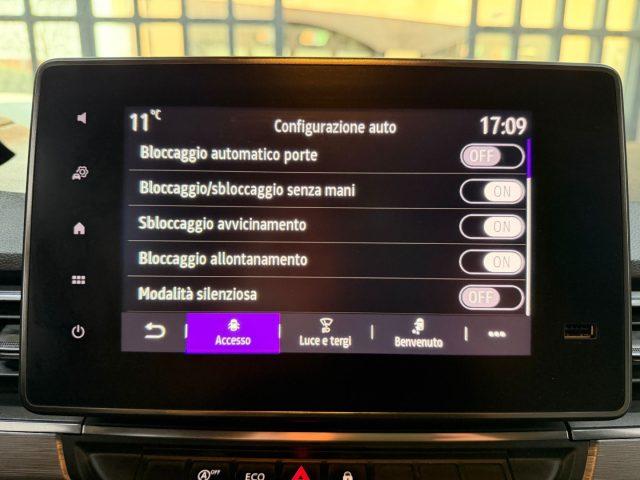 11°C
Configurazione auto
17:09
Bloccaggio automatico porte OFF
Bloccaggio/sbloccaggio senza mani ON
Sbloccaggio avvicinamento ON
Bloccaggio allontanamento ON
Modalità silenziosa OFF
Accesso
Luce e tergi
Benvenuto
A OFF
ECO